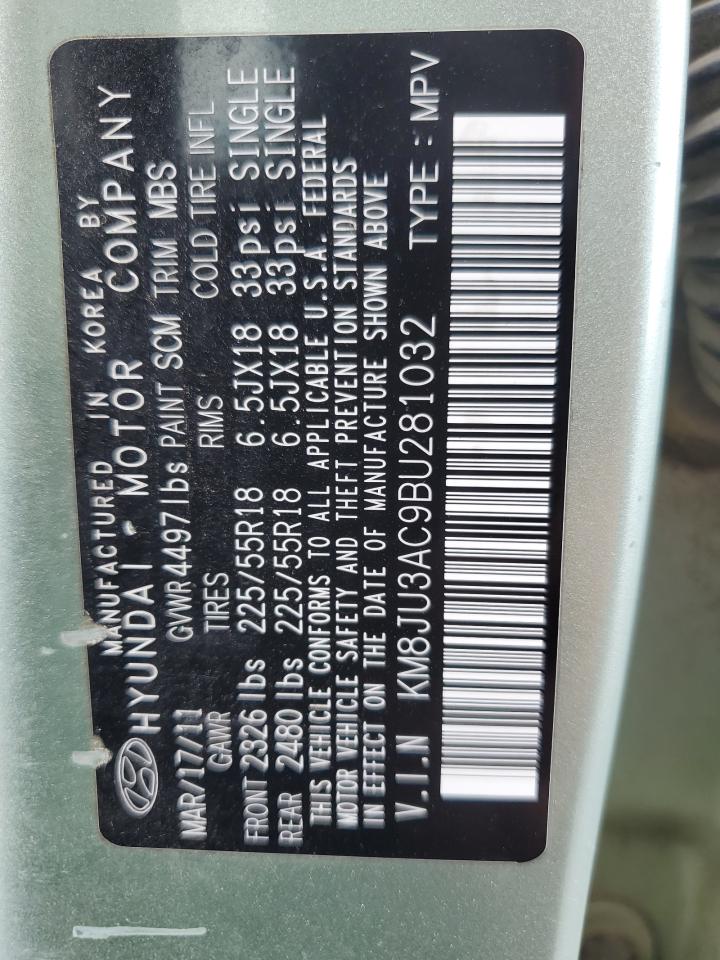 MANUFACTURED IN KOREA BY
HYUNDAI - MOTOR COMPANY
MAR/17/11 GVWR 4497lbs PAINT SCM TRIM MBS
GAWR TIRES RIMS COLD TIRE INFL
FRONT 2326 lbs 225/55R18 6.5JX18 33psi SINGLE
REAR 2480 lbs 225/55R18 6.5JX18 33psi SINGLE
THIS VEHICLE CONFORMS TO ALL APPLICABLE U.S.A. FEDERAL
MOTOR VEHICLE SAFETY AND THEFT PREVENTION STANDARDS
IN EFFECT ON THE DATE OF MANUFACTURE SHOWN ABOVE
V.I.N KM8JU3AC9BU281032 TYPE : MPV